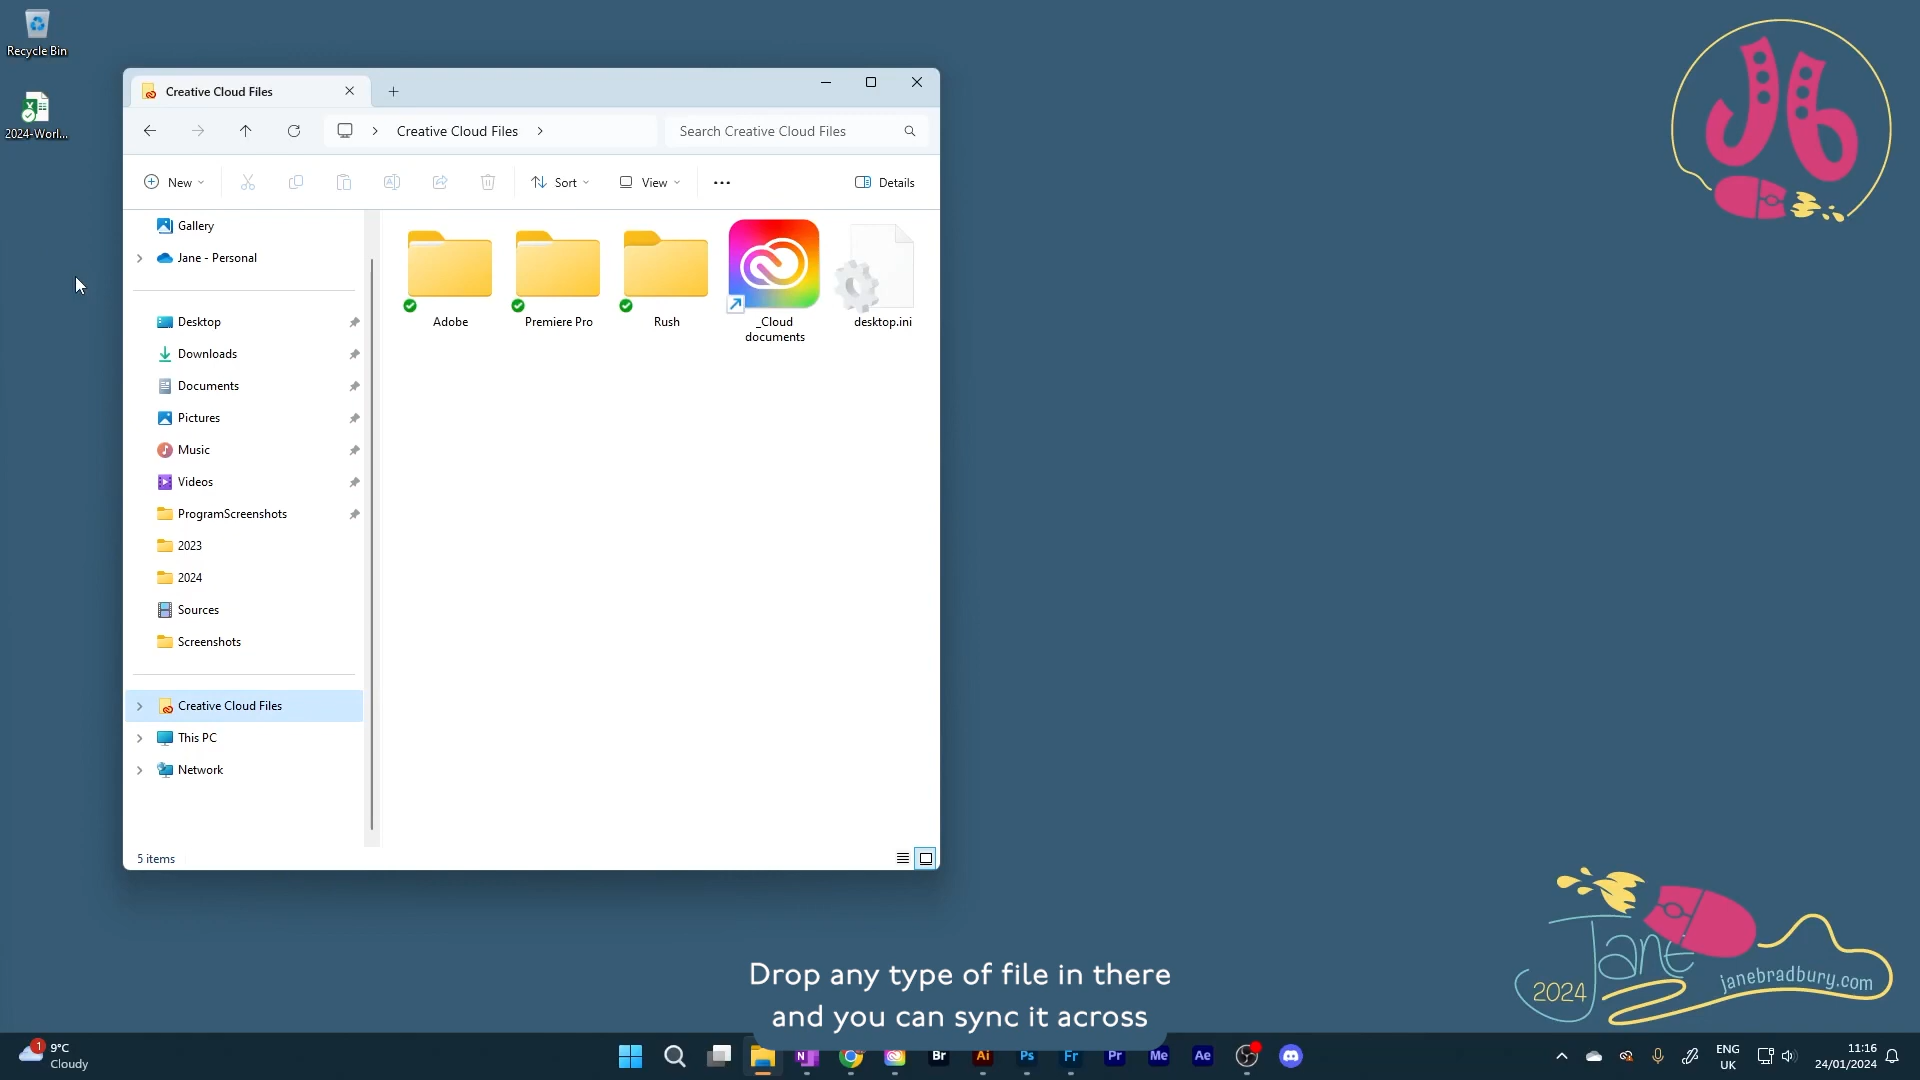 Recycle Bin
2024-Worl...
Creative Cloud Files
Creative Cloud Files
Search Creative Cloud Files
New
Sort
View
Details
Gallery
Jane - Personal
Desktop
Downloads
Documents
Pictures
Music
Videos
ProgramScreenshots
2023
2024
Sources
Screenshots
Creative Cloud Files
This PC
Network
Adobe
Premiere Pro
Rush
_Cloud
documents
desktop.ini
5 items
Jb
Jane
2024
janebradbury.com
Drop any type of file in there
and you can sync it across
1
9°C
Cloudy
N
Br
Ai
Ps
Fr
Pr
Me
Ae
ENG
UK
11:16
24/01/2024